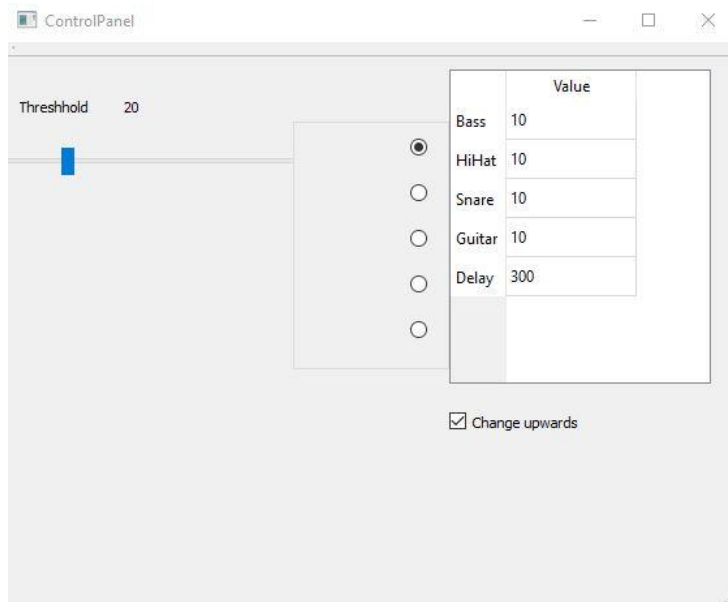 ControlPanel
Threshhold 20
Value
Bass 10
HiHat 10
Snare 10
Guitar 10
Delay 300
Change upwards